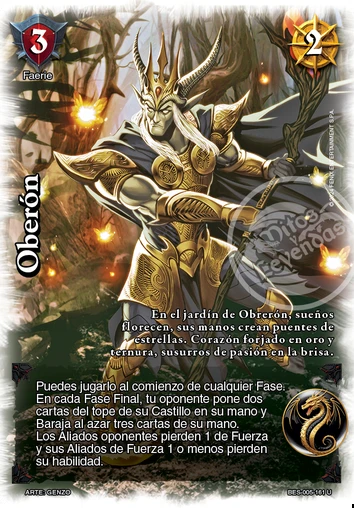 3
2
Faerie
Oberón
Mitos
Leyendas
En el jardín de Obrerón, sueños
florecen, sus manos crean puentes de
estrellas. Corazón forjado en oro y
ternura, susurros de pasión en la brisa.
Puedes jugarlo al comienzo de cualquier Fase.
En cada Fase Final, tu oponente pone dos
cartas del tope de su Castillo en su mano y
Baraja al azar tres cartas de su mano.
Los Aliados oponentes pierden 1 de Fuerza
y sus Aliados de Fuerza 1 o menos pierden
su habilidad.
ARTE: GENZO
BES-005-161 U